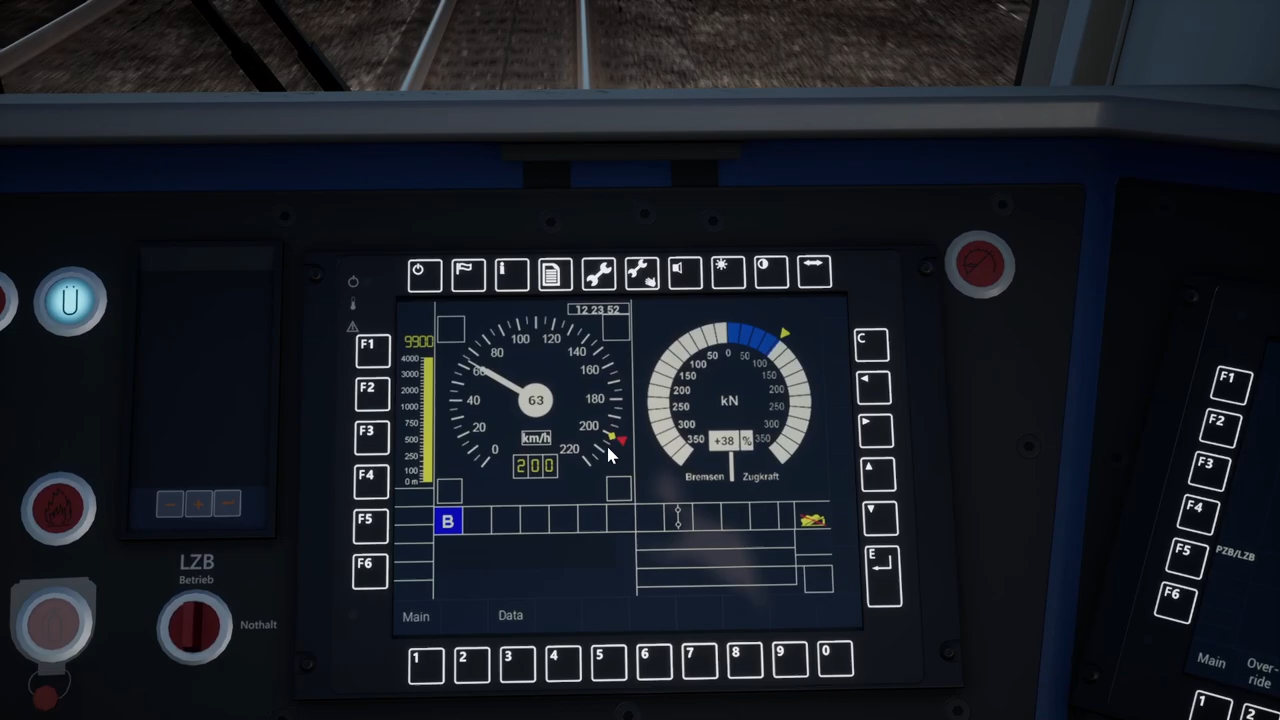 12 23 52
F1
F2
F3
F4
F5
F6
9900
4000
3000
2000
1000
750
500
250
100
0 m
0
20
40
60
80
100
120
140
160
180
200
220
63
km/h
200
350
300
250
200
150
100
50
0
50
100
150
200
250
300
350
kN
+38 %
Bremsen Zugkraft
B
Main Data
C
E
1 2 3 4 5 6 7 8 9 0
Ü
LZB
Betrieb
Nothalt
F1
F2
F3
F4
F5
F6
PZB/LZB
Main
Over-
ride
1 2